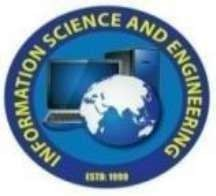 INFORMATION SCIENCE AND ENGINEERING
ESTD: 1999